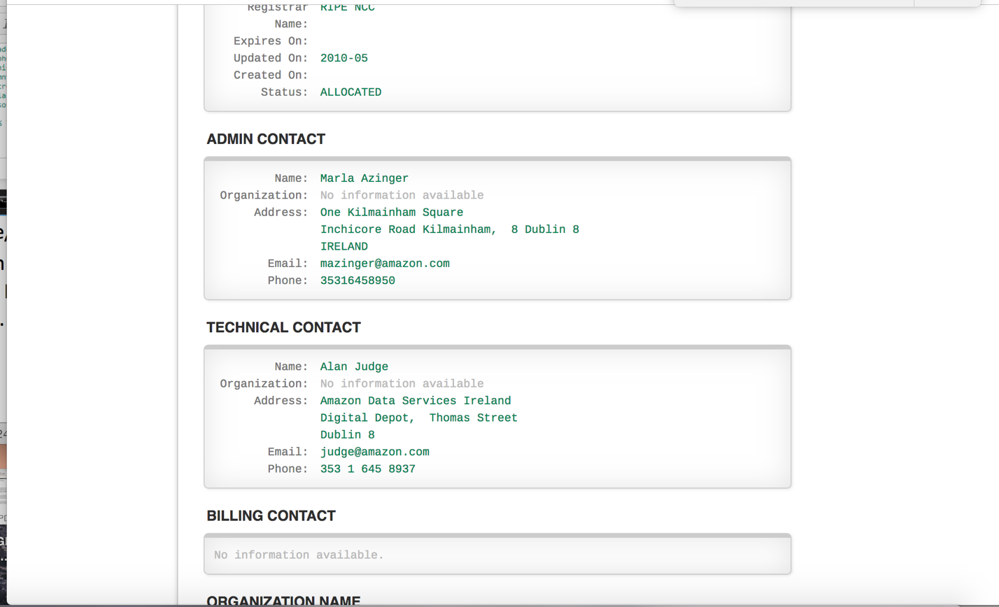 Registrar RIPE NCC
Name:
Expires On:
Updated On: 2010-05
Created On:
Status: ALLOCATED
ADMIN CONTACT
Name: Marla Azinger
Organization: No information available
Address: One Kilmainham Square
Inchicore Road Kilmainham, 8 Dublin 8
IRELAND
Email: mazinger@amazon.com
Phone: 35316458950
TECHNICAL CONTACT
Name: Alan Judge
Organization: No information available
Address: Amazon Data Services Ireland
Digital Depot, Thomas Street
Dublin 8
Email: judge@amazon.com
Phone: 353 1 645 8937
BILLING CONTACT
No information available.
ORGANIZATION NAME